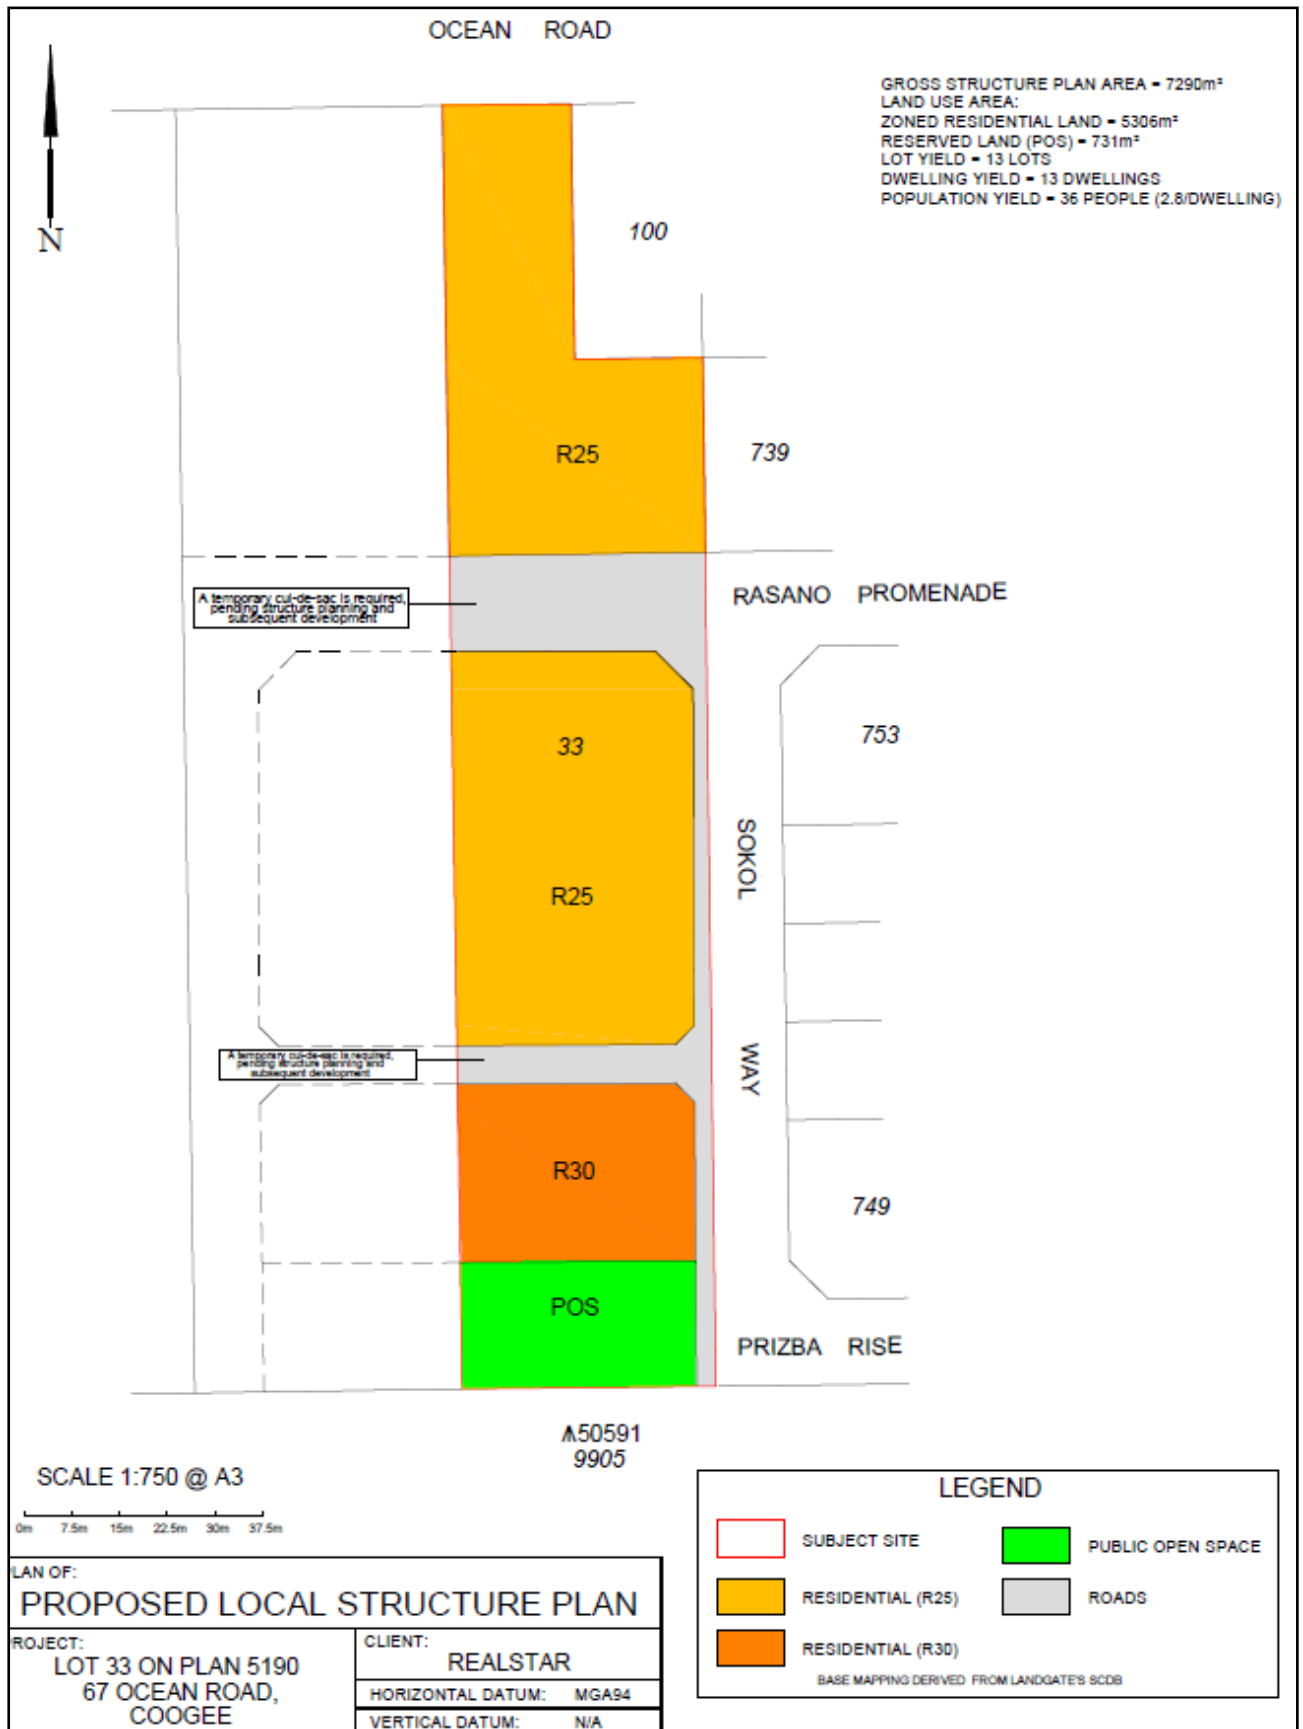 OCEAN ROAD
GROSS STRUCTURE PLAN AREA = 7290m²
LAND USE AREA:
ZONED RESIDENTIAL LAND = 5306m²
RESERVED LAND (POS) = 731m²
LOT YIELD = 13 LOTS
DWELLING YIELD = 13 DWELLINGS
POPULATION YIELD = 36 PEOPLE (2.8/DWELLING)
N
100
R25
739
A temporary cul-de-sac is required,
pending structure planning and
subsequent development
RASANO PROMENADE
33
753
SOKOL WAY
R25
A temporary cul-de-sac is required,
pending structure planning and
subsequent development
R30
749
POS
PRIZBA RISE
50591
9905
SCALE 1:750 @ A3
0m 7.5m 15m 22.5m 30m 37.5m
LEGEND
SUBJECT SITE
PUBLIC OPEN SPACE
RESIDENTIAL (R25)
ROADS
RESIDENTIAL (R30)
BASE MAPPING DERIVED FROM LANDGATE'S SCDB
LAN OF:
PROPOSED LOCAL STRUCTURE PLAN
ROJECT:
LOT 33 ON PLAN 5190
67 OCEAN ROAD,
COOGEE
CLIENT:
REALSTAR
HORIZONTAL DATUM: MGA94
VERTICAL DATUM: N/A